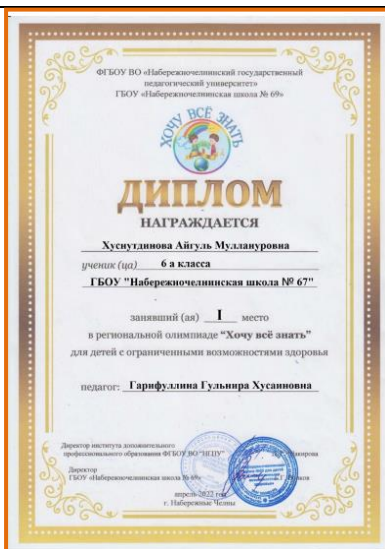 ФГБОУ ВО «Набережночелнинский государственный
педагогический университет»
ГБОУ «Набережночелнинская школа № 69»
ХОЧУ ВСЁ ЗНАТЬ
ДИПЛОМ
НАГРАЖДАЕТСЯ
Хуснутдинова Айгуль Муллануровна
ученик (ца) 6 а класса
ГБОУ "Набережночелнинская школа № 67"
занявший (ая) I место
в региональной олимпиаде "Хочу всё знать"
для детей с ограниченными возможностями здоровья
педагог: Гарифуллина Гульнира Хусаиновна
Директор института дополнительного
профессионального образования ФГБОУ ВО "НГПУ"
Директор
ГБОУ «Набережночелнинская школа № 69»
апрель 2022 год
г. Набережные Челны